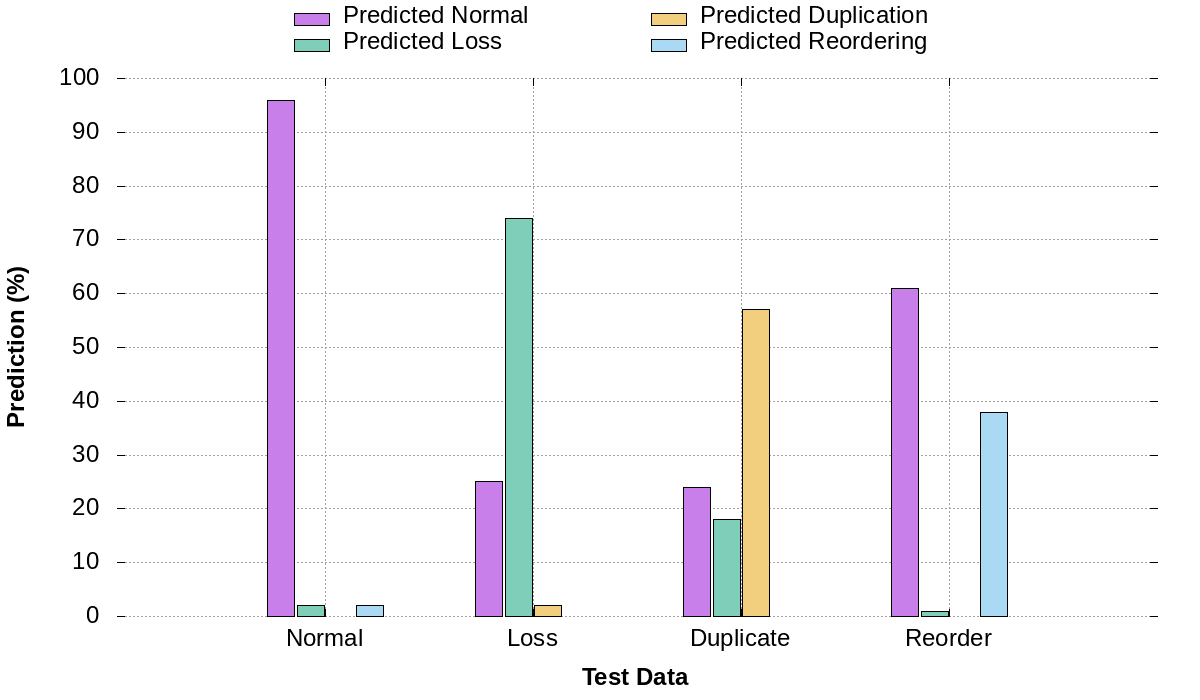 Predicted Normal
Predicted Loss
Predicted Duplication
Predicted Reordering
100
90
80
70
60
50
40
30
20
10
0
Prediction (%)
Normal
Loss
Duplicate
Reorder
Test Data